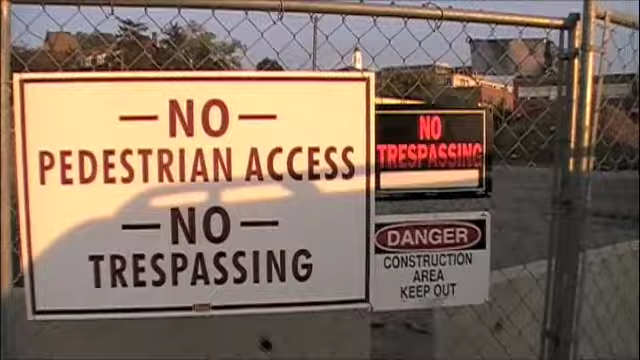 NO
PEDESTRIAN ACCESS
NO
TRESPASSING
NO
TRESPASSING
DANGER
CONSTRUCTION
AREA
KEEP OUT